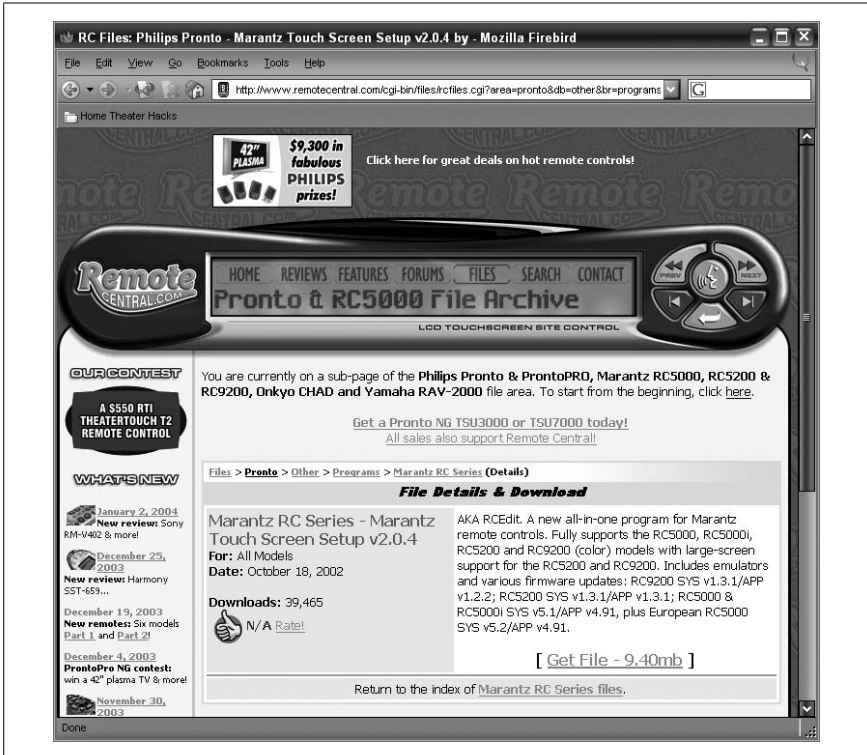 RC Files: Philips Pronto - Marantz Touch Screen Setup v2.0.4 by - Mozilla Firebird
File Edit View Go Bookmarks Tools Help
http://www.remotecentral.com/cgi-bin/files/rcfiles.cgi?area=pronto&db=other&br=programs
G
Home Theater Hacks
42" PLASMA
$9,300 in fabulous PHILIPS prizes!
Click here for great deals on hot remote controls!
Remote CENTRAL.COM
HOME REVIEWS FEATURES FORUMS FILES SEARCH CONTACT
Pronto & RC5000 File Archive
LCD TOUCHSCREEN SITE CONTROL
PREV
NEXT
OUR CONTEST
A $550 RTI
THEATERTOUCH T2
REMOTE CONTROL
WHAT'S NEW
January 2, 2004
New review: Sony
RM-V402 & more!
December 25,
2003
New review: Harmony
SST-659...
December 19, 2003
New remotes: Six models
Part 1 and Part 2!
December 4, 2003
ProntoPro NG contest:
win a 42" plasma TV & more!
November 30,
2003
You are currently on a sub-page of the Philips Pronto & ProntoPRO, Marantz RC5000, RC5200 &
RC9200, Onkyo CHAD and Yamaha RAV-2000 file area. To start from the beginning, click here.
Get a Pronto NG TSU3000 or TSU7000 today!
All sales also support Remote Central!
Files > Pronto > Other > Programs > Marantz RC Series (Details)
File Details & Download
Marantz RC Series - Marantz
Touch Screen Setup v2.0.4
For: All Models
Date: October 18, 2002
Downloads: 39,465
N/A Rate!
AKA RCEdit. A new all-in-one program for Marantz
remote controls. Fully supports the RC5000, RC5000i,
RC5200 and RC9200 (color) models with large-screen
support for the RC5200 and RC9200. Includes emulators
and various firmware updates: RC9200 SYS v1.3.1/APP
v1.2.2; RC5200 SYS v1.3.1/APP v1.3.1; RC5000 &
RC5000i SYS v5.1/APP v4.91, plus European RC5000
SYS v5.2/APP v4.91.
[ Get File - 9.40mb ]
Return to the index of Marantz RC Series files.
Done